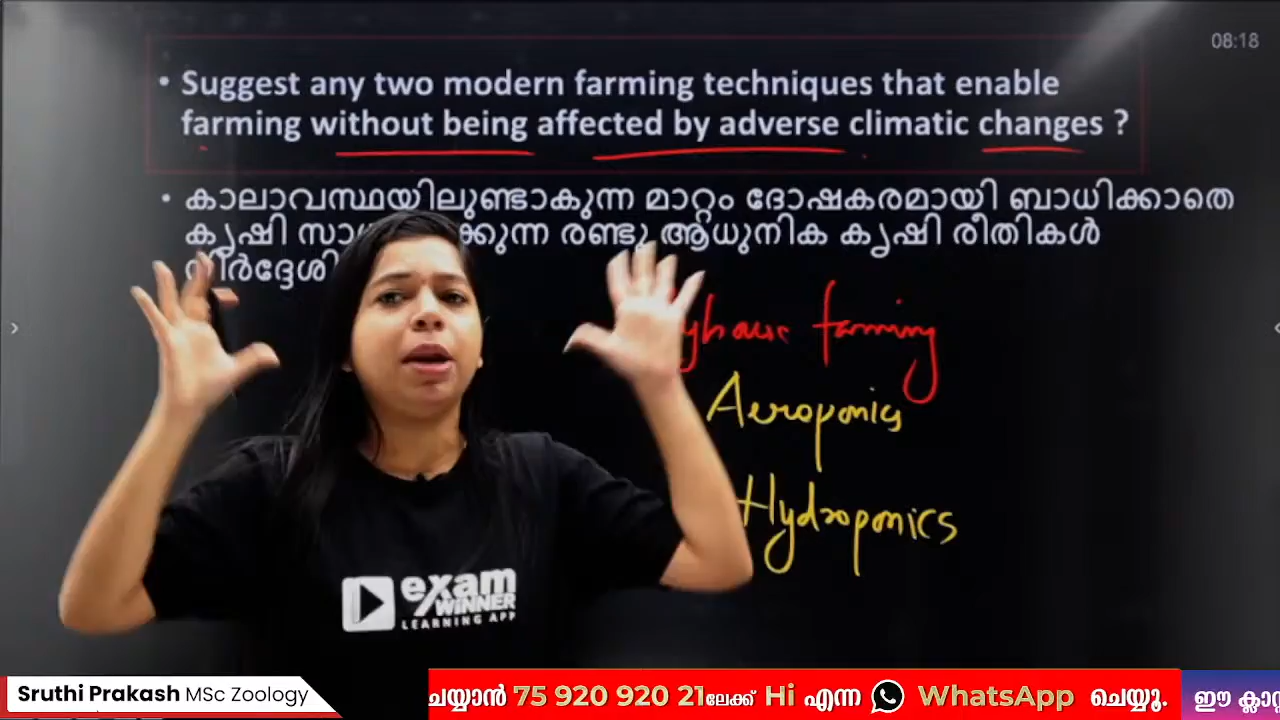 08:18
• Suggest any two modern farming techniques that enable
farming without being affected by adverse climatic changes ?
• കാലാവസ്ഥയിലുണ്ടാകുന്ന മാറ്റം ദോഷകരമായി ബാധിക്കാതെ
കൃഷി ക്കുന്ന രണ്ടു ആധുനിക കൃഷി രീതികൾ
farming
Aeroponics
Hydroponics
exam
WINNER
LEARNING APP
Sruthi Prakash MSc Zoology
ചെയ്യാൻ 75 920 920 21ലേക്ക് Hi എന്ന WhatsApp ചെയ്യൂ.
ഈ